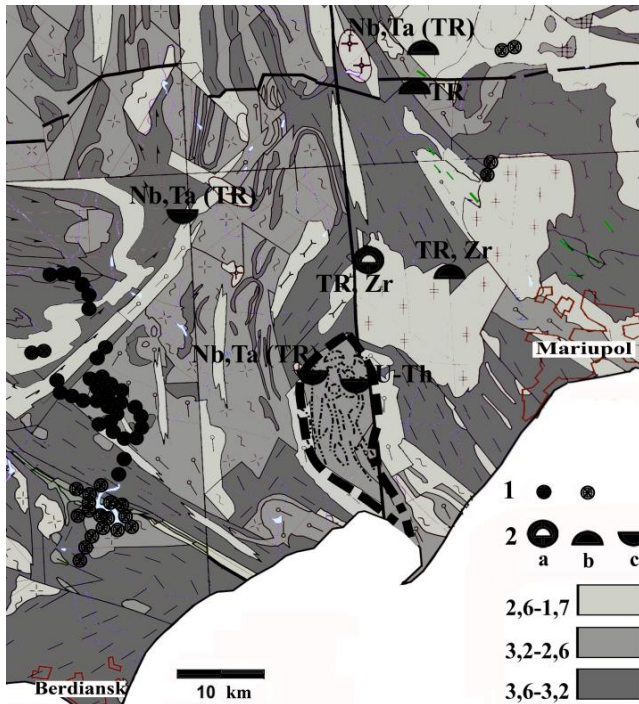 Nb,Ta (TR)
TR
Nb,Ta (TR)
TR, Zr
TR, Zr
Mariupol
Nb,Ta (TR)
U-Th
1
2
a b c
2,6-1,7
3,2-2,6
3,6-3,2
10 km
Berdiansk